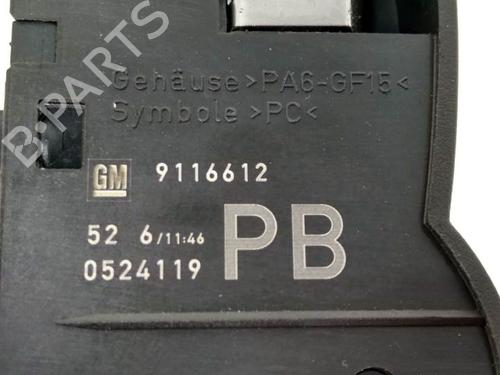 Gehäuse >PA6-GF15<
Symbole >PC<
GM 9116612
52 6/11:46
0524119
PB
B-PARTS